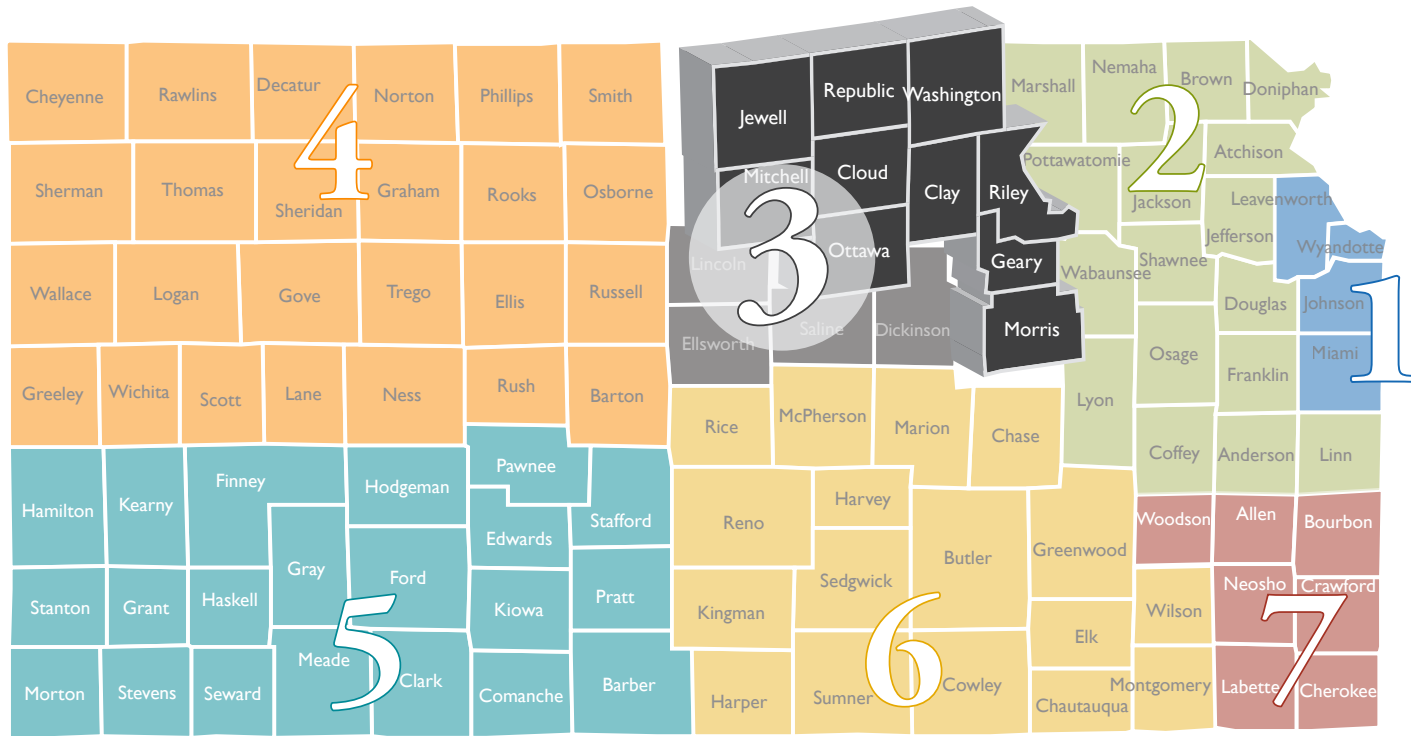 Cheyenne
Rawlins
Decatur
Norton
Phillips
Smith
Jewell
Republic
Washington
Marshall
Nemaha
Brown
Doniphan
4
2
Sherman
Thomas
Sheridan
Graham
Rooks
Osborne
Mitchell
Cloud
Clay
Riley
Pottawatomie
Jackson
Atchison
Leavenworth
Jefferson
Wyandotte
3
Wallace
Logan
Gove
Trego
Ellis
Russell
Lincoln
Ottawa
Geary
Wabaunsee
Shawnee
Douglas
Johnson
1
Greeley
Wichita
Scott
Lane
Ness
Rush
Barton
Ellsworth
Saline
Dickinson
Morris
Lyon
Osage
Franklin
Miami
Rice
McPherson
Marion
Chase
Coffey
Anderson
Linn
Hamilton
Kearny
Finney
Hodgeman
Pawnee
Stafford
Edwards
Gray
Ford
Reno
Harvey
Butler
Greenwood
Woodson
Allen
Bourbon
Stanton
Grant
Haskell
Kiowa
Pratt
Kingman
Sedgwick
Elk
Wilson
Neosho
Crawford
5
6
7
Morton
Stevens
Seward
Meade
Clark
Comanche
Barber
Harper
Sumner
Cowley
Chautauqua
Montgomery
Labette
Cherokee